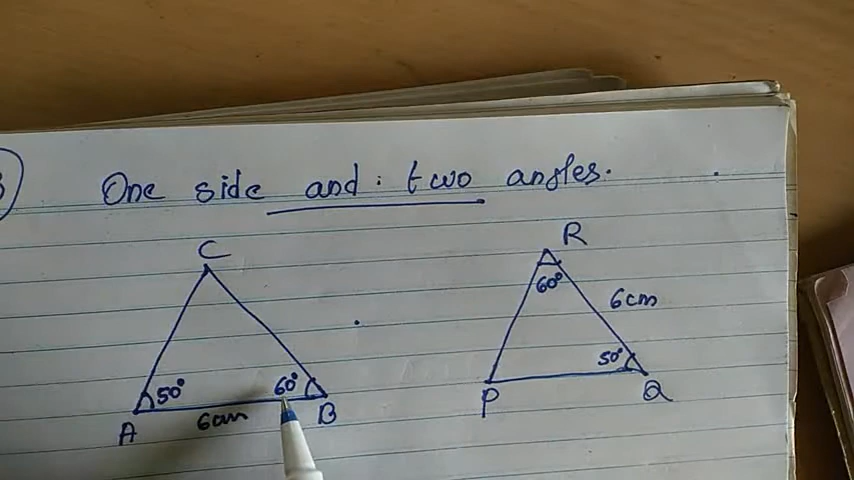 One side and two angles.
C
R
60°
6cm
50°
60°
50°
A
6cm
B
P
Q